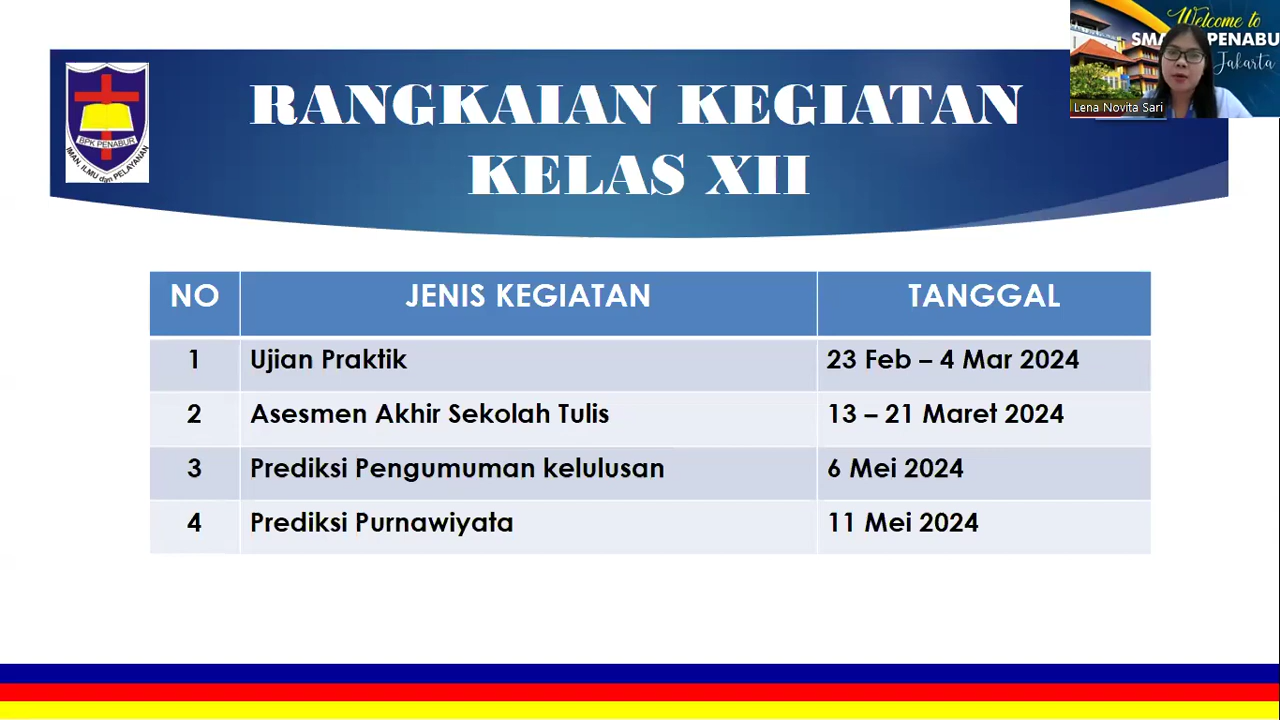 Welcome to
SMA PENABU
Jakarta
Lena Novita Sari
RANGKAIAN KEGIATAN
KELAS XII
BPK PENABUR
IMAN, ILMU dan PELAYANAN
NO JENIS KEGIATAN TANGGAL
1 Ujian Praktik 23 Feb – 4 Mar 2024
2 Asesmen Akhir Sekolah Tulis 13 – 21 Maret 2024
3 Prediksi Pengumuman kelulusan 6 Mei 2024
4 Prediksi Purnawiyata 11 Mei 2024